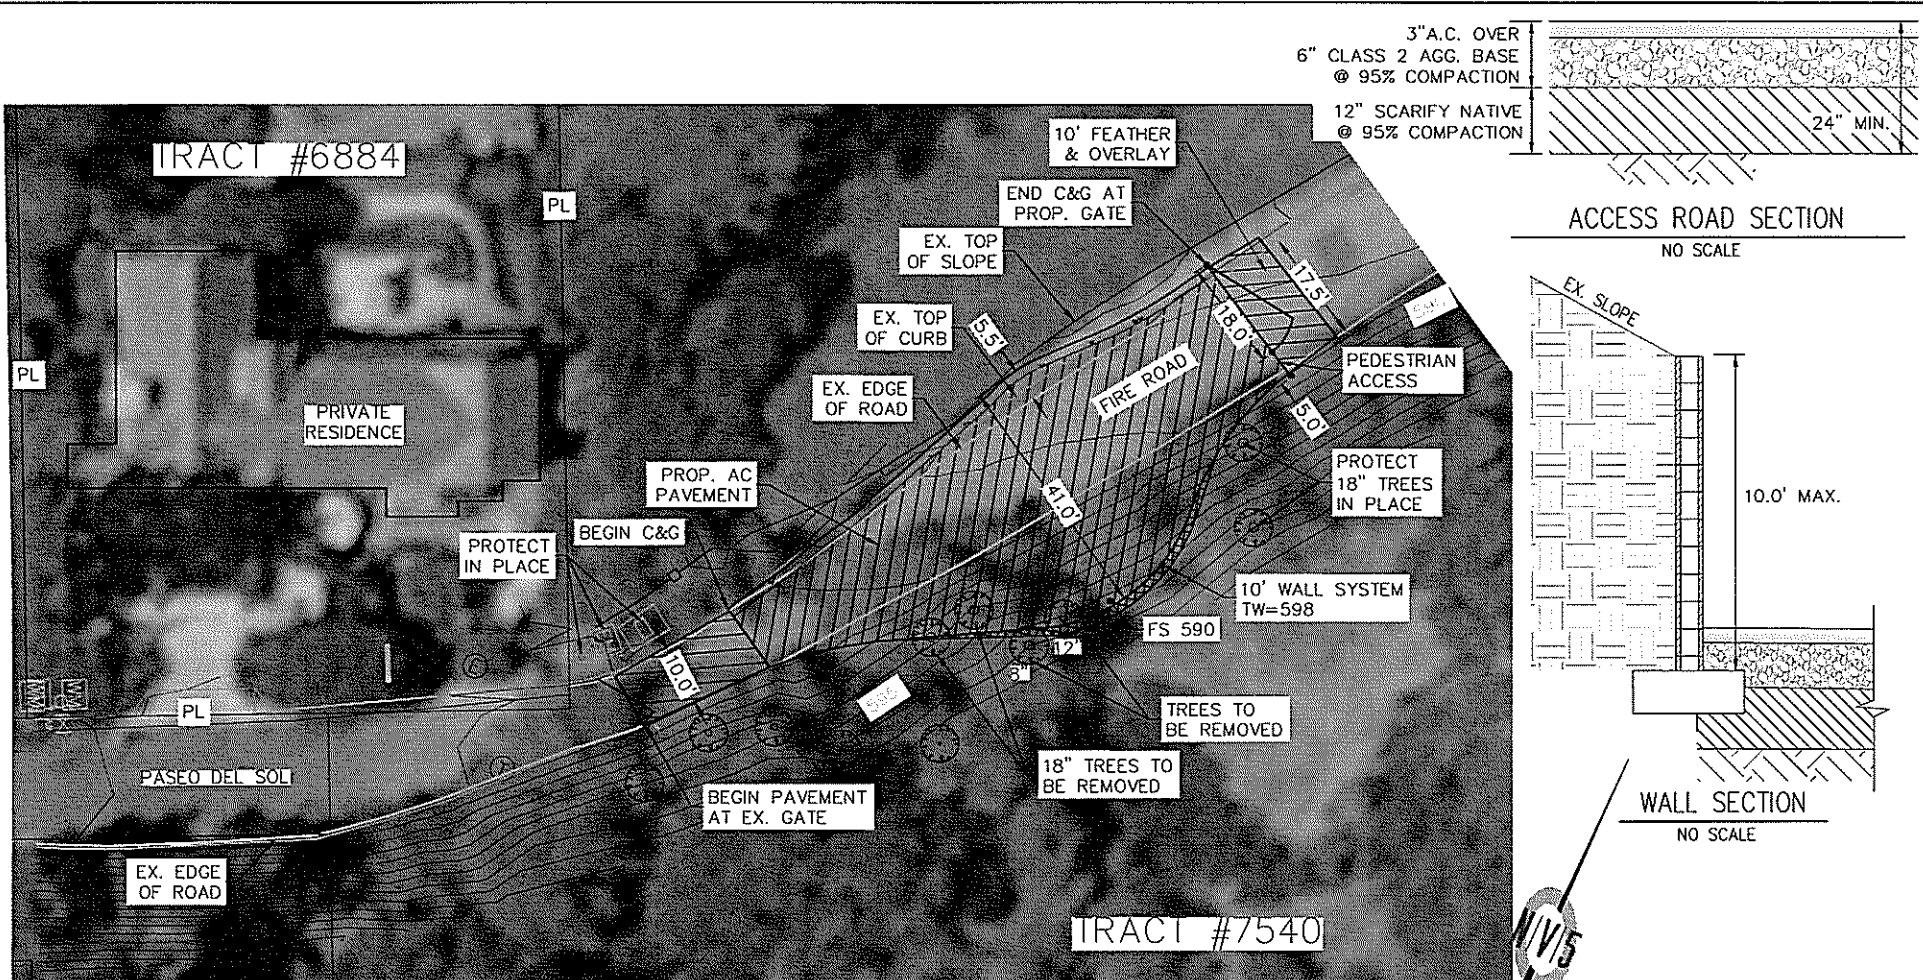 3"A.C. OVER
6" CLASS 2 AGG. BASE
@ 95% COMPACTION
12" SCARIFY NATIVE
@ 95% COMPACTION
24" MIN.
ACCESS ROAD SECTION
NO SCALE
TRACT #6884
PL
PL
PRIVATE
RESIDENCE
10' FEATHER
& OVERLAY
END C&G AT
PROP. GATE
EX. TOP
OF SLOPE
EX. TOP
OF CURB
EX. EDGE
OF ROAD
PROP. AC
PAVEMENT
BEGIN C&G
PROTECT
IN PLACE
5.5'
17.5'
18.0'
FIRE ROAD
PEDESTRIAN
ACCESS
5.0'
41.0'
PROTECT
18" TREES
IN PLACE
10' WALL SYSTEM
TW=598
FS 590
12"
10.0'
TREES TO
BE REMOVED
18" TREES TO
BE REMOVED
BEGIN PAVEMENT
AT EX. GATE
PL
PASEO DEL SOL
EX. EDGE
OF ROAD
TRACT #7540
EX. SLOPE
10.0' MAX.
WALL SECTION
NO SCALE
N/V/5